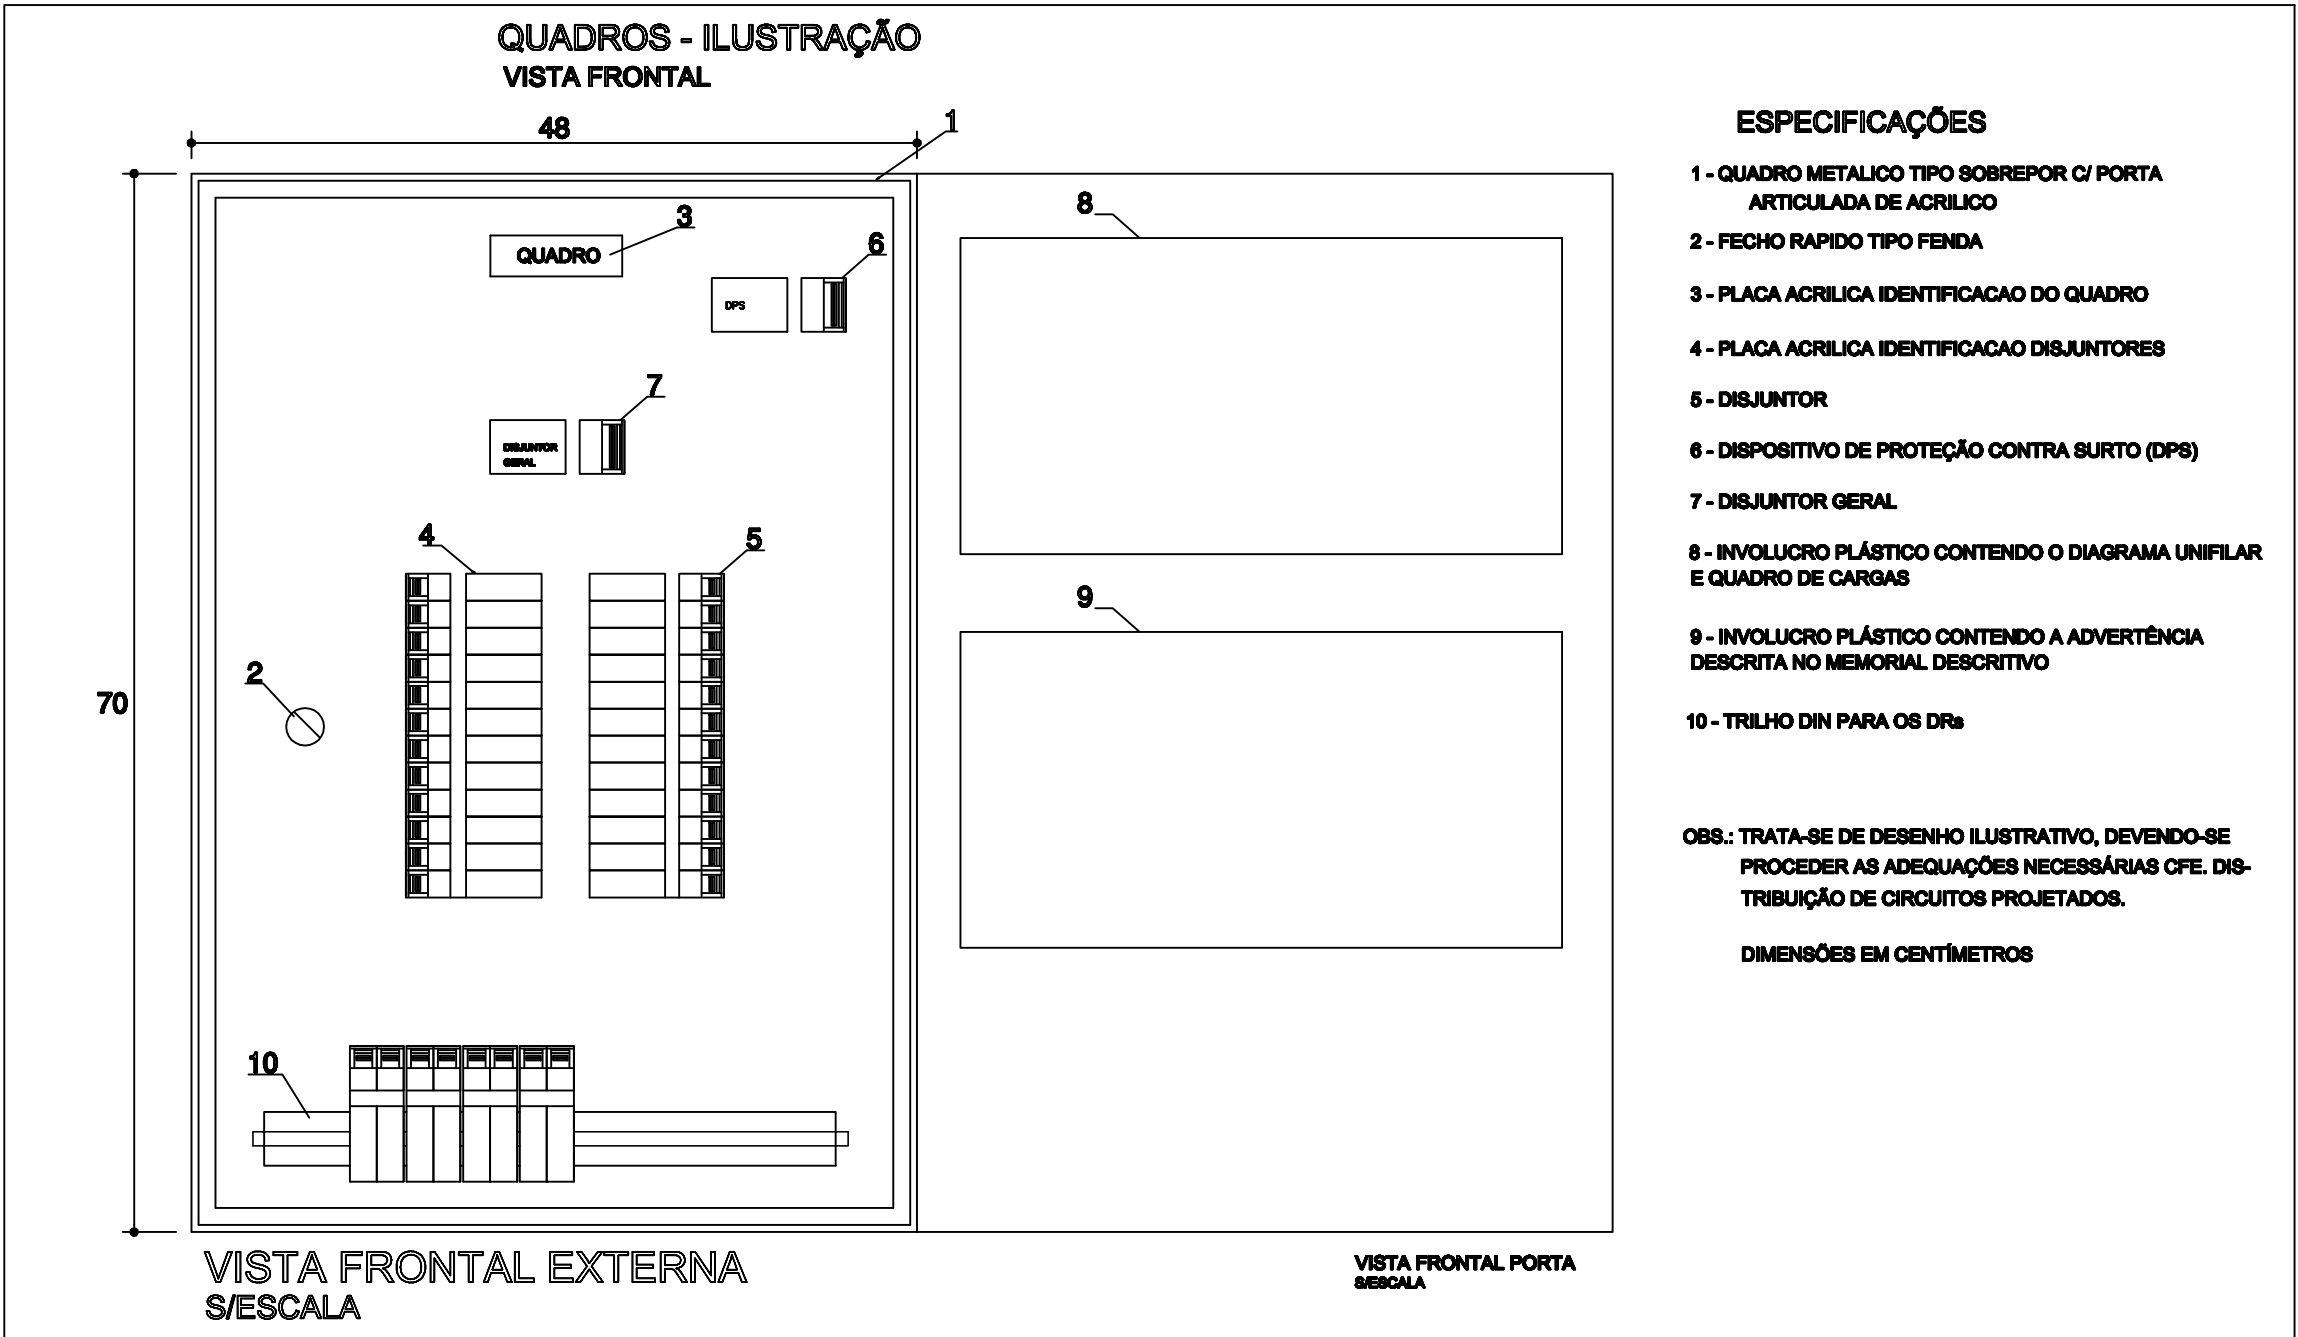 QUADROS - ILUSTRAÇÃO
VISTA FRONTAL
48
1
70
QUADRO
3
DPS
6
DISJUNTOR
GERAL
7
4
5
2
10
8
9
VISTA FRONTAL EXTERNA
S/ESCALA
VISTA FRONTAL PORTA
S/ESCALA
ESPECIFICAÇÕES
1 - QUADRO METALICO TIPO SOBREPOR C/ PORTA
ARTICULADA DE ACRILICO
2 - FECHO RAPIDO TIPO FENDA
3 - PLACA ACRILICA IDENTIFICACAO DO QUADRO
4 - PLACA ACRILICA IDENTIFICACAO DISJUNTORES
5 - DISJUNTOR
6 - DISPOSITIVO DE PROTEÇÃO CONTRA SURTO (DPS)
7 - DISJUNTOR GERAL
8 - INVOLUCRO PLÁSTICO CONTENDO O DIAGRAMA UNIFILAR
E QUADRO DE CARGAS
9 - INVOLUCRO PLÁSTICO CONTENDO A ADVERTÊNCIA
DESCRITA NO MEMORIAL DESCRITIVO
10 - TRILHO DIN PARA OS DRs
OBS.: TRATA-SE DE DESENHO ILUSTRATIVO, DEVENDO-SE
PROCEDER AS ADEQUAÇÕES NECESSÁRIAS CFE. DIS-
TRIBUIÇÃO DE CIRCUITOS PROJETADOS.
DIMENSÕES EM CENTÍMETROS